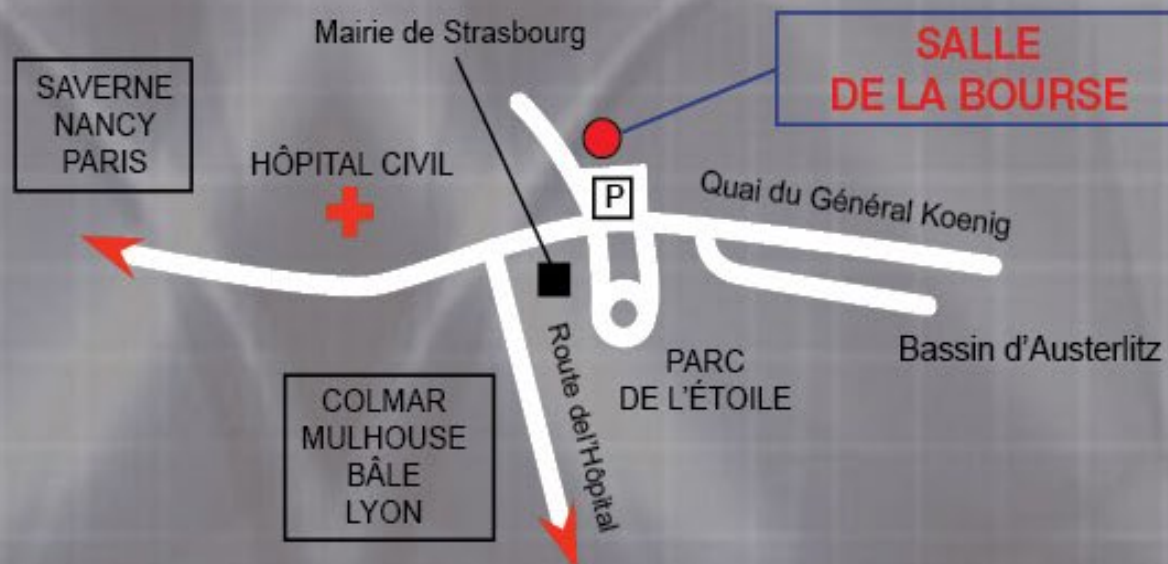 Mairie de Strasbourg
SALLE
DE LA BOURSE
SAVERNE
NANCY
PARIS
HÔPITAL CIVIL
P
Quai du Général Koenig
Bassin d'Austerlitz
PARC
DE L'ÉTOILE
Route del'Hôpital
COLMAR
MULHOUSE
BÂLE
LYON